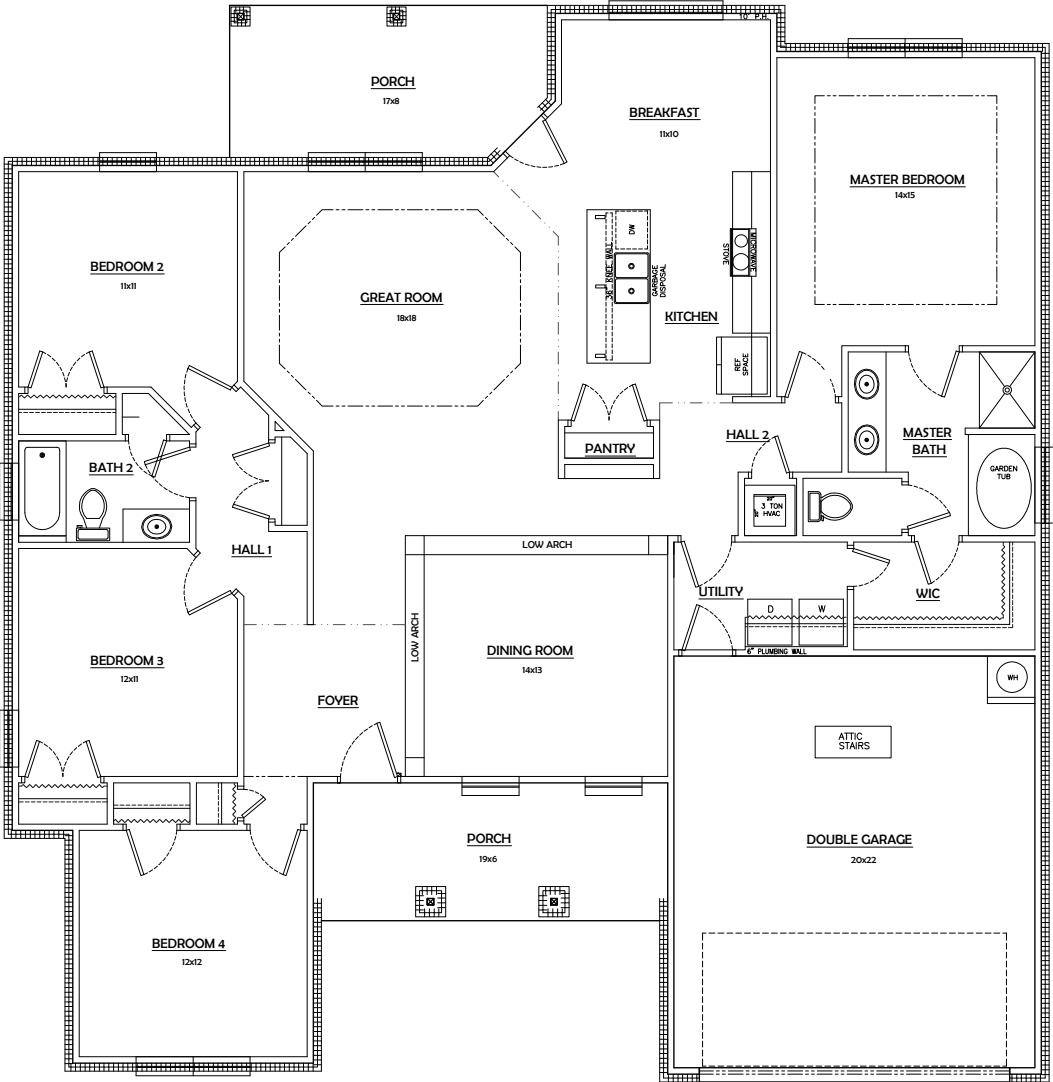 10' P.H.
PORCH
17x8
BREAKFAST
11x10
MASTER BEDROOM
14x15
BEDROOM 2
11x11
GREAT ROOM
18x18
DW
36" KNEE WALL
GARBAGE
DISPOSAL
STOVE
MICROWAVE
KITCHEN
REF
SPACE
PANTRY
HALL 2
MASTER
BATH
GARDEN
TUB
BATH 2
3 TON
HVAC
HALL 1
LOW ARCH
LOW ARCH
UTILITY
D
W
WIC
6" PLUMBING WALL
BEDROOM 3
12x11
DINING ROOM
14x13
FOYER
WH
ATTIC
STAIRS
PORCH
19x6
DOUBLE GARAGE
20x22
BEDROOM 4
12x12